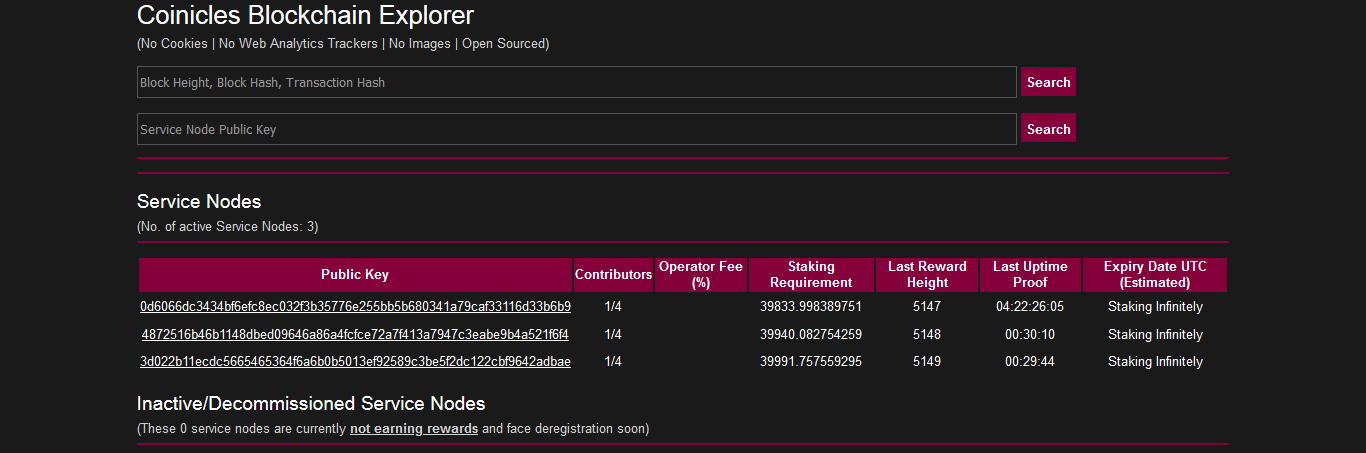 Coinicles Blockchain Explorer
(No Cookies | No Web Analytics Trackers | No Images | Open Sourced)
Block Height, Block Hash, Transaction Hash Search
Service Node Public Key Search
Service Nodes
(No. of active Service Nodes: 3)
Public Key Contributors Operator Fee (%) Staking Requirement Last Reward Height Last Uptime Proof Expiry Date UTC (Estimated)
0d6066dc3434bf6efc8ec032f3b35776e255bb5b680341a79caf33116d33b6b9 1/4 39833.998389751 5147 04:22:26:05 Staking Infinitely
4872516b46b1148dbed09646a86a4fcfce72a7f413a7947c3eabe9b4a521f6f4 1/4 39940.082754259 5148 00:30:10 Staking Infinitely
3d022b11ecdc5665465364f6a6b0b5013ef92589c3be5f2dc122cbf9642adbae 1/4 39991.757559295 5149 00:29:44 Staking Infinitely
Inactive/Decommissioned Service Nodes
(These 0 service nodes are currently not earning rewards and face deregistration soon)